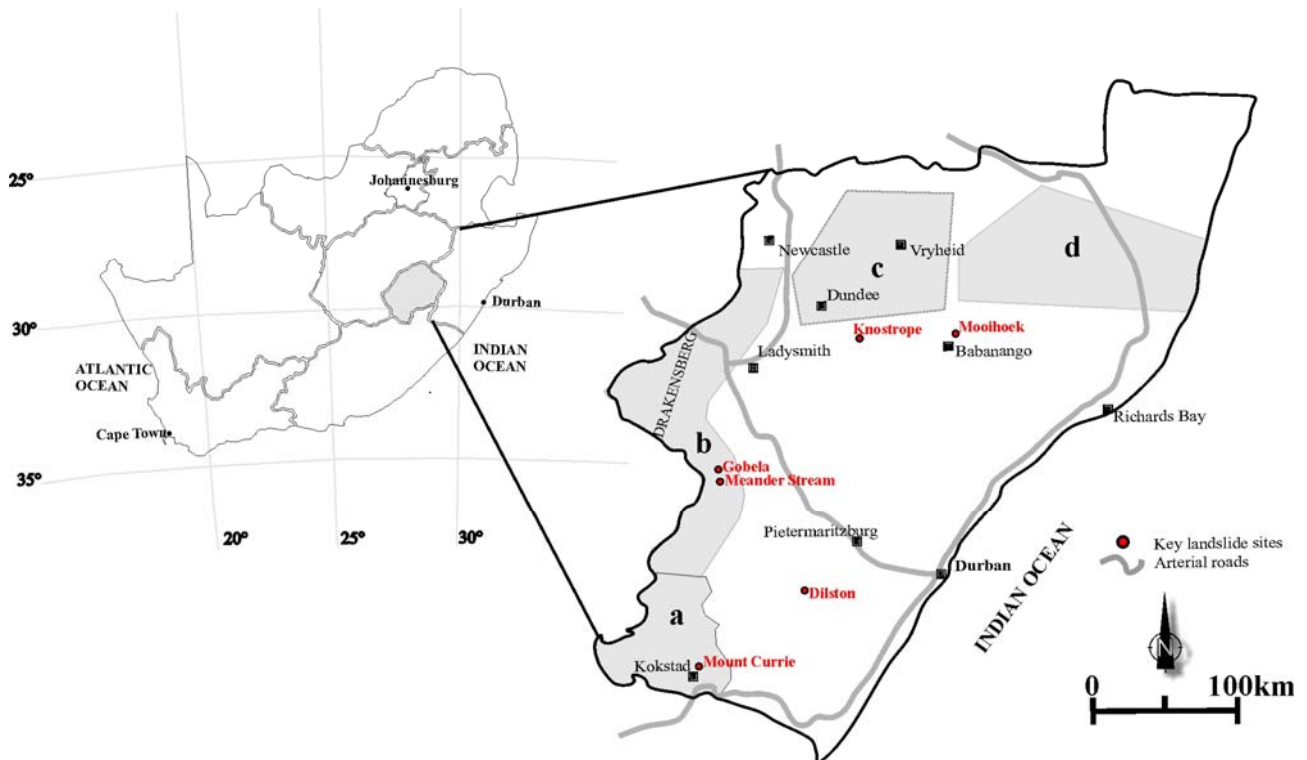 25°
30°
35°
20°
25°
30°
Johannesburg
Durban
ATLANTIC
OCEAN
INDIAN
OCEAN
Cape Town
Newcastle
Vryheid
c
d
Dundee
Knostrope
Mooihoek
Babanango
Ladysmith
DRAKENSBERG
Richards Bay
b
Gobela
Meander Stream
Pietermaritzburg
Durban
INDIAN OCEAN
Key landslide sites
Arterial roads
Dilston
a
Mount Currie
Kokstad
N
0 100km